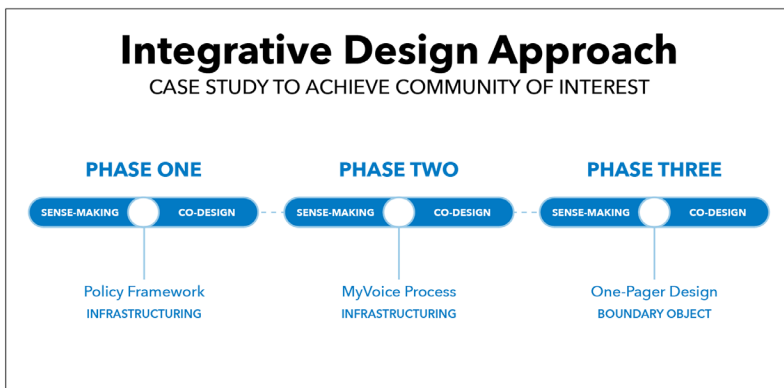 Integrative Design Approach
CASE STUDY TO ACHIEVE COMMUNITY OF INTEREST
PHASE ONE
SENSE-MAKING
CO-DESIGN
Policy Framework
INFRASTRUCTURING
PHASE TWO
SENSE-MAKING
CO-DESIGN
MyVoice Process
INFRASTRUCTURING
PHASE THREE
SENSE-MAKING
CO-DESIGN
One-Pager Design
BOUNDARY OBJECT